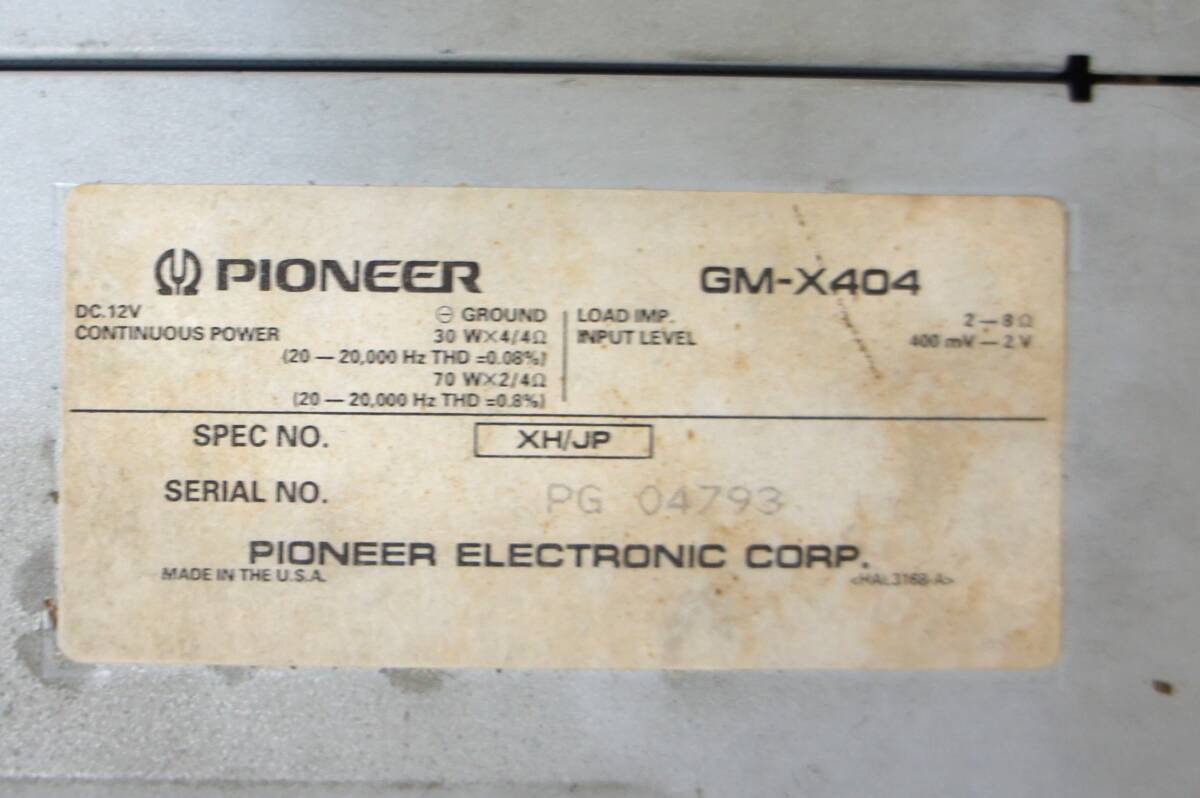 PIONEER GM-X404
DC.12V ⊖ GROUND
CONTINUOUS POWER 30 W×4/4Ω
(20 — 20,000 Hz THD =0.08%)
70 W×2/4Ω
(20 — 20,000 Hz THD =0.8%)
LOAD IMP. 2 — 8 Ω
INPUT LEVEL 400 mV — 2 V
SPEC NO. XH/JP
SERIAL NO. PG 04793
PIONEER ELECTRONIC CORP.
MADE IN THE U.S.A. <HAL3168-A>